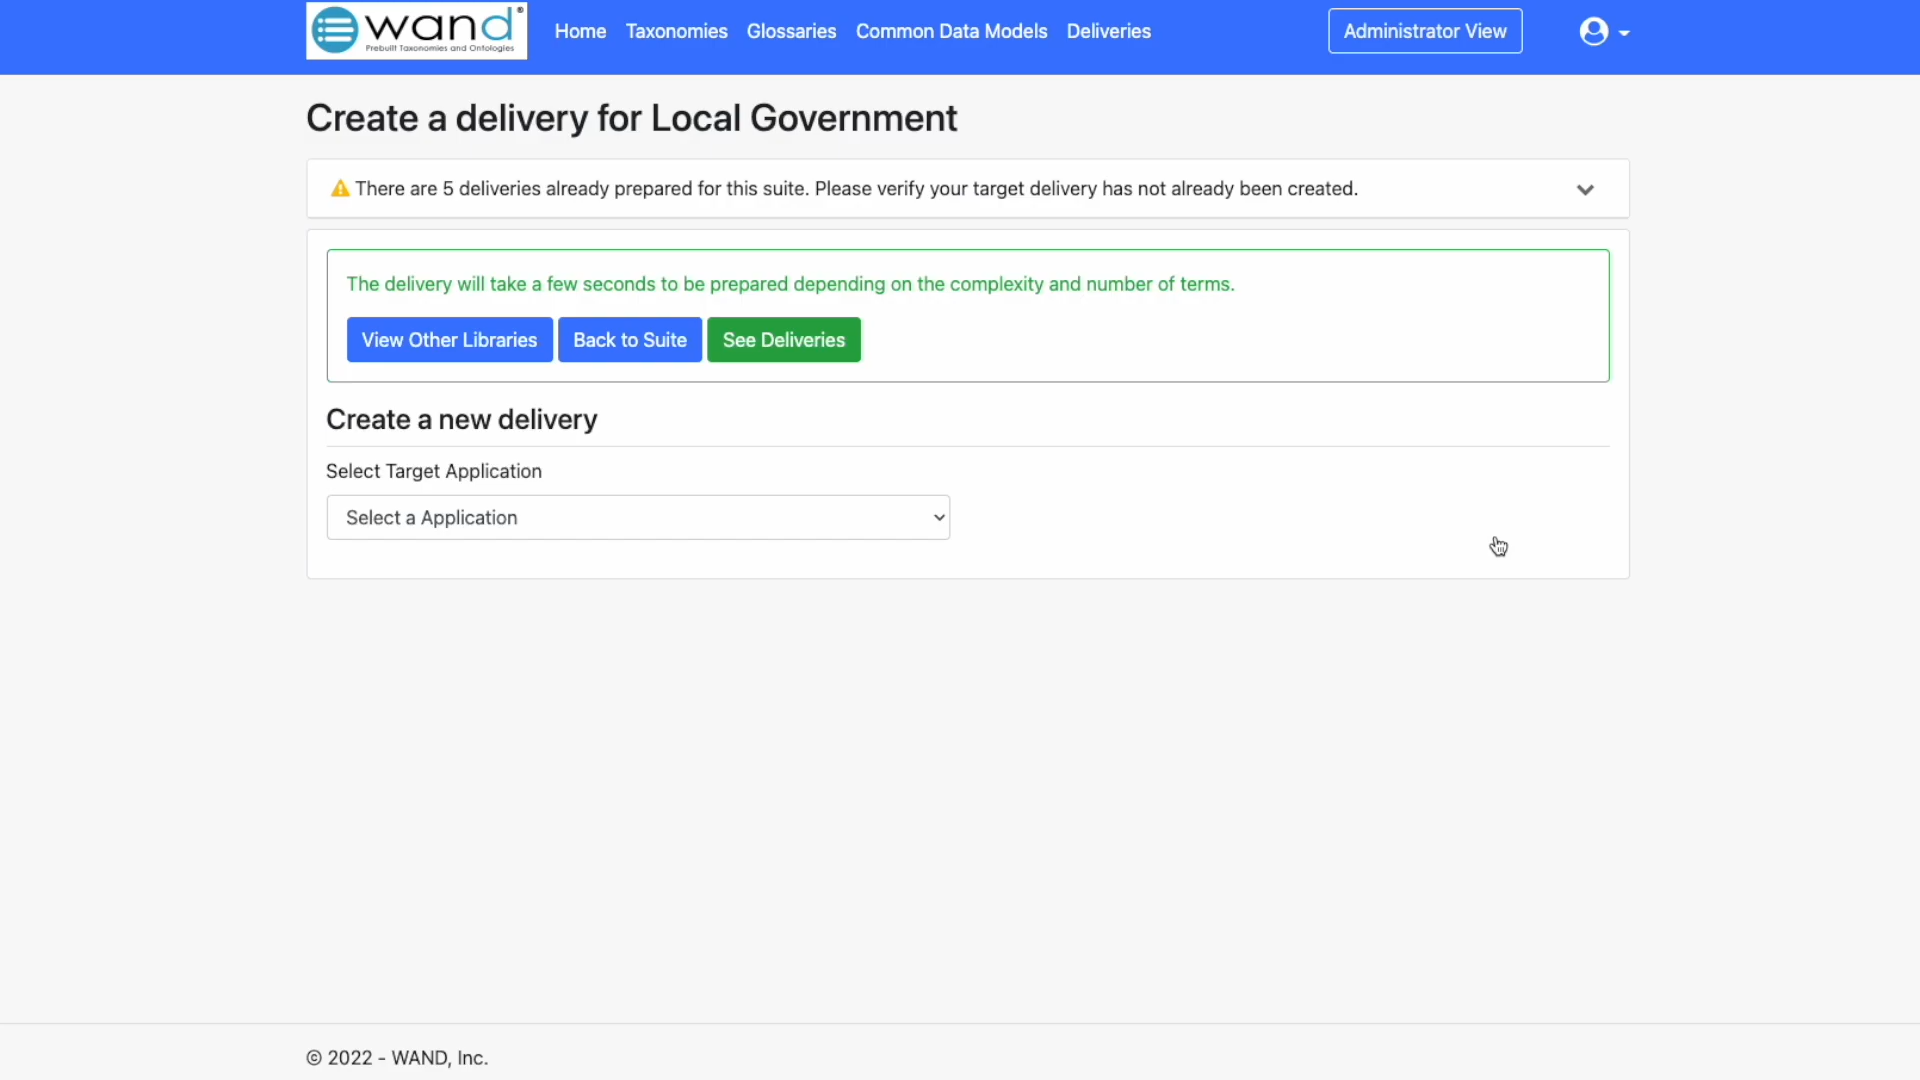 wand®
Prebuilt Taxonomies and Ontologies
Home Taxonomies Glossaries Common Data Models Deliveries Administrator View
Create a delivery for Local Government
There are 5 deliveries already prepared for this suite. Please verify your target delivery has not already been created.
The delivery will take a few seconds to be prepared depending on the complexity and number of terms.
View Other Libraries Back to Suite See Deliveries
Create a new delivery
Select Target Application
Select a Application
© 2022 - WAND, Inc.